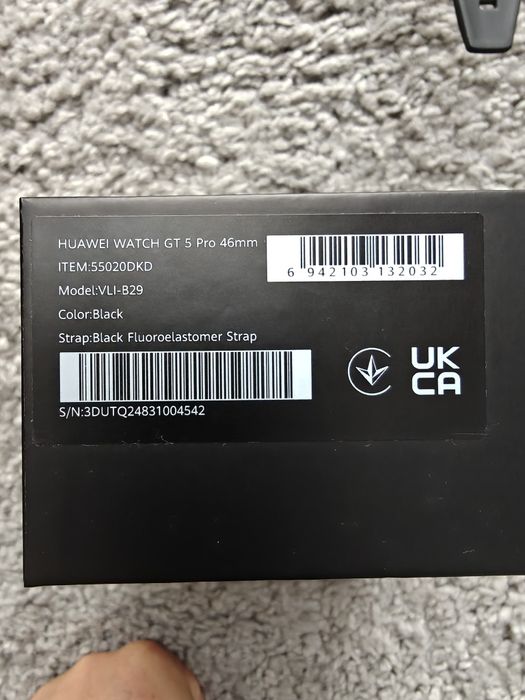 HUAWEI WATCH GT 5 Pro 46mm
ITEM:55020DKD
Model:VLI-B29
Color:Black
Strap:Black Fluoroelastomer Strap
S/N:3DUTQ24831004542
6 942103 132032
UK
CA